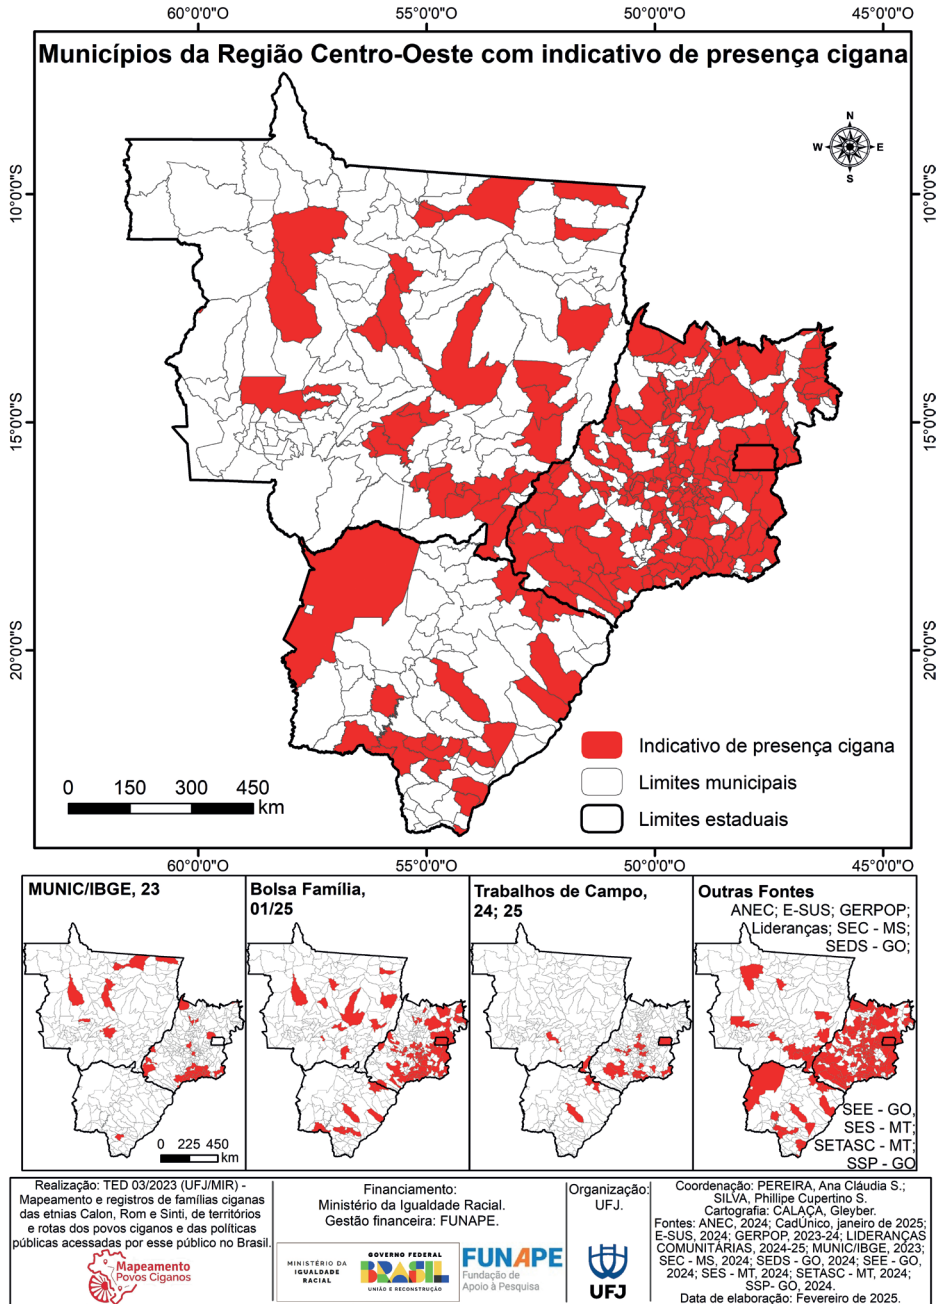 60°0'0"O 55°0'0"O 50°0'0"O 45°0'0"O
Municípios da Região Centro-Oeste com indicativo de presença cigana
N
W E
S
10°0'0"S 10°0'0"S
15°0'0"S 15°0'0"S
20°0'0"S 20°0'0"S
Indicativo de presença cigana
Limites municipais
Limites estaduais
0 150 300 450
km
60°0'0"O 55°0'0"O 50°0'0"O 45°0'0"O
MUNIC/IBGE, 23
0 225 450
km
Bolsa Família,
01/25
Trabalhos de Campo,
24; 25
Outras Fontes
ANEC; E-SUS; GERPOP;
Lideranças; SEC - MS;
SEDS - GO;
SEE - GO,
SES - MT;
SETASC - MT;
SSP - GO
Realização: TED 03/2023 (UFJ/MIR) -
Mapeamento e registros de famílias ciganas
das etnias Calon, Rom e Sinti, de territórios
e rotas dos povos ciganos e das políticas
públicas acessadas por esse público no Brasil.
Mapeamento
Povos Ciganos
Financiamento:
Ministério da Igualdade Racial.
Gestão financeira: FUNAPE.
MINISTÉRIO DA
IGUALDADE
RACIAL
GOVERNO FEDERAL
BRASIL
UNIÃO E RECONSTRUÇÃO
FUNAPE
Fundação de
Apoio à Pesquisa
Organização:
UFJ.
UFJ
Coordenação: PEREIRA, Ana Cláudia S.;
SILVA, Phillipe Cupertino S.
Cartografia: CALAÇA, Gleyber.
Fontes: ANEC, 2024; CadÚnico, janeiro de 2025;
E-SUS, 2024; GERPOP, 2023-24; LIDERANÇAS
COMUNITÁRIAS, 2024-25; MUNIC/IBGE, 2023;
SEC - MS, 2024; SEDS - GO, 2024; SEE - GO,
2024; SES - MT, 2024; SETASC - MT, 2024;
SSP- GO, 2024.
Data de elaboração: Fevereiro de 2025.